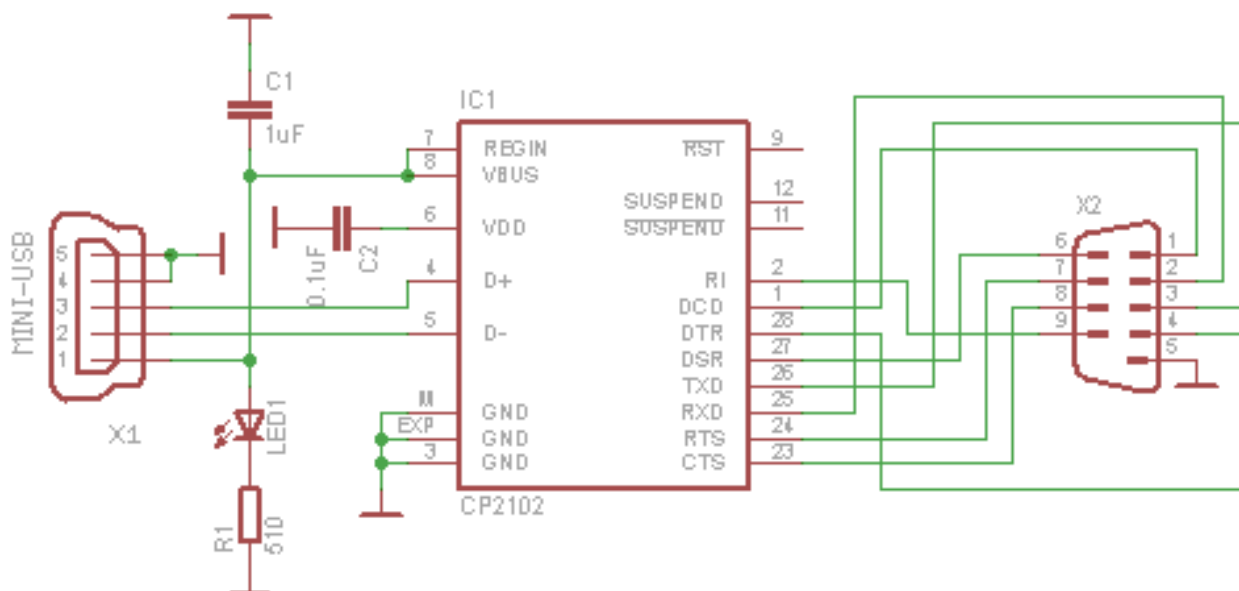 C1
1uF
IC1
7 REGIN
8 VBUS
6 VDD
4 D+
5 D-
M GND
EXP GND
3 GND
RST 9
SUSPEND 12
SUSPEND 11
RI 2
DCD 1
DTR 28
DSR 27
TXD 26
RXD 25
RTS 24
CTS 23
CP2102
0.1uF
C2
MINI-USB
5
4
3
2
1
X1
LED1
R1
510
X2
6
7
8
9
1
2
3
4
5